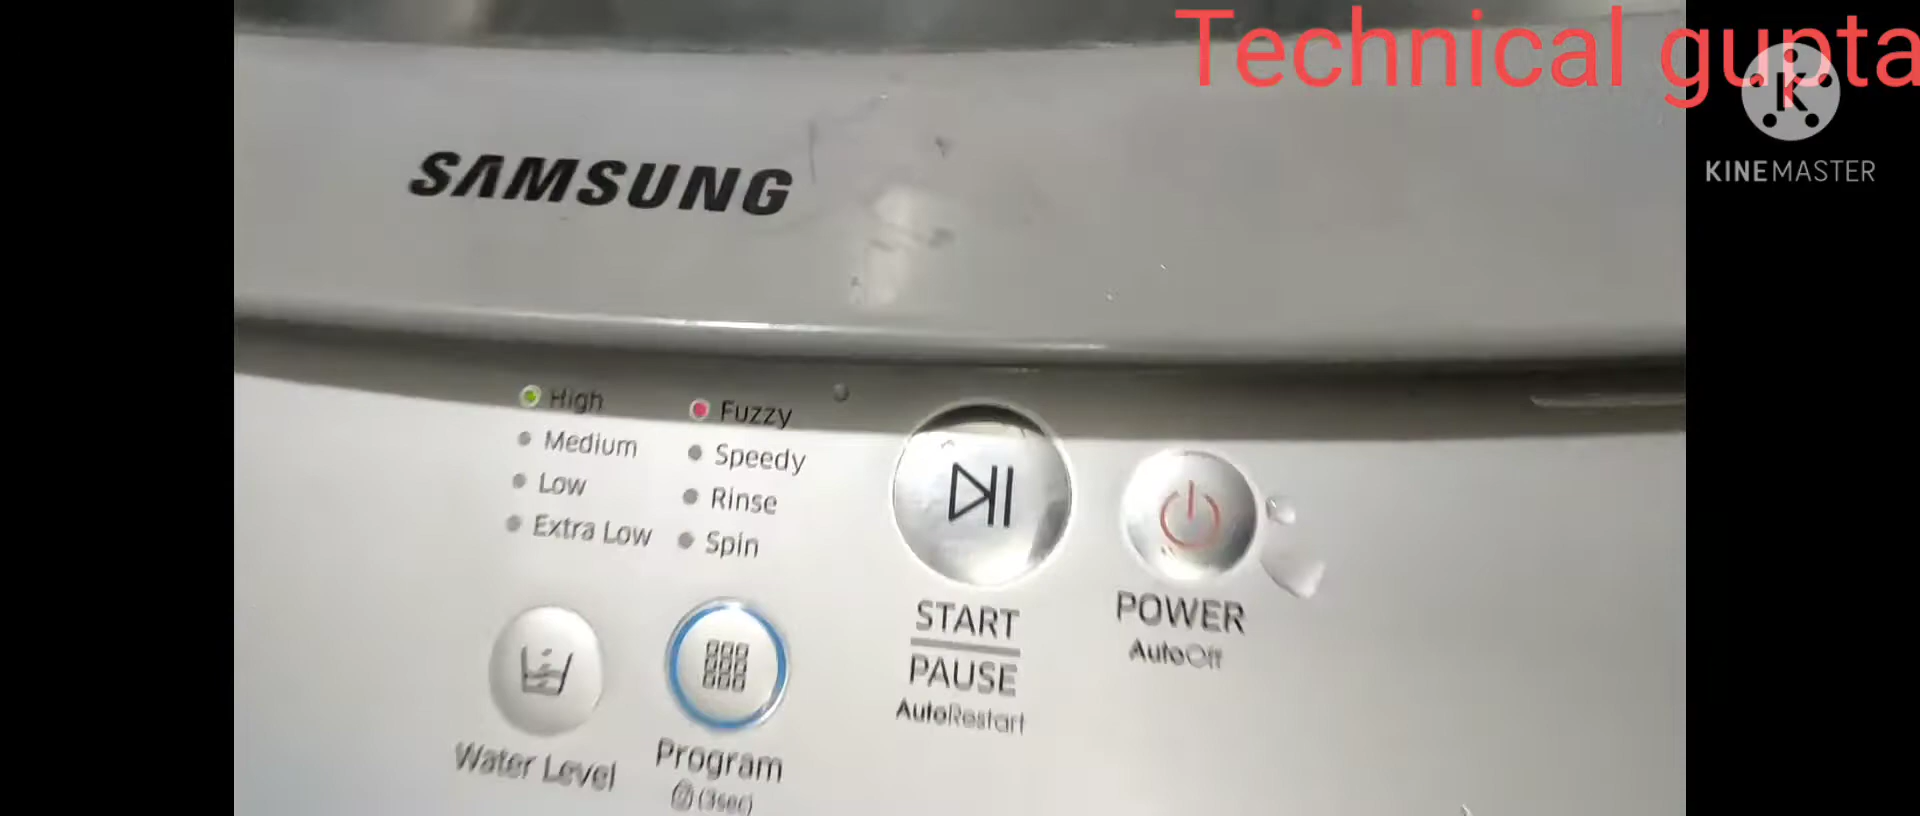 Technical gupta
KINEMASTER
SAMSUNG
High
Medium
Low
Extra Low
Fuzzy
Speedy
Rinse
Spin
START
PAUSE
AutoRestart
POWER
AutoOff
Water Level
Program
(3sec)